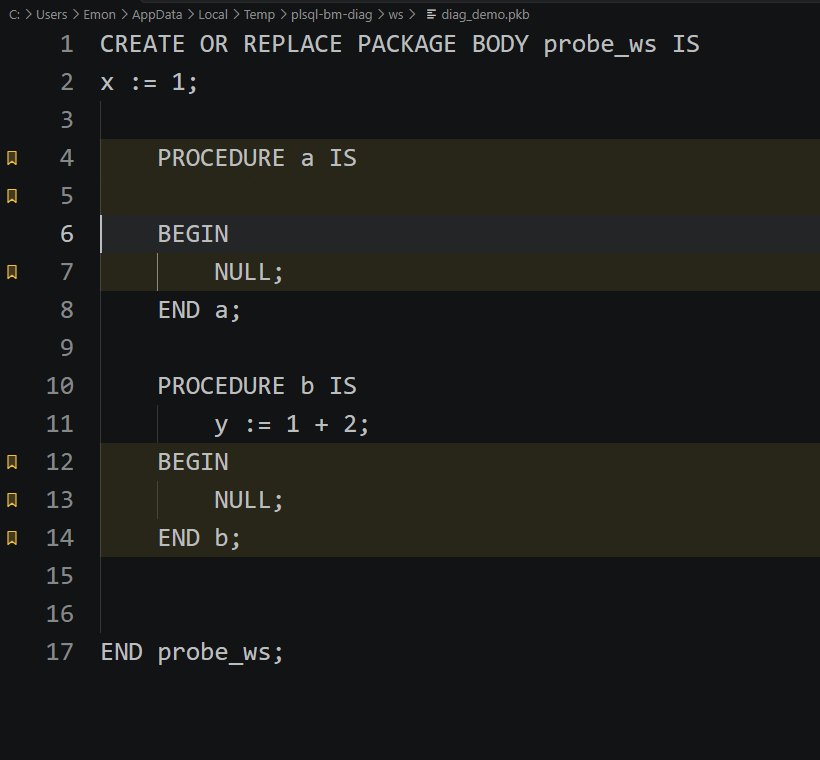 C: > Users > Emon > AppData > Local > Temp > plsql-bm-diag > ws > diag_demo.pkb
1 CREATE OR REPLACE PACKAGE BODY probe_ws IS
2 x := 1;
3
4     PROCEDURE a IS
5
6     BEGIN
7         NULL;
8     END a;
9
10     PROCEDURE b IS
11         y := 1 + 2;
12     BEGIN
13         NULL;
14     END b;
15
16
17 END probe_ws;